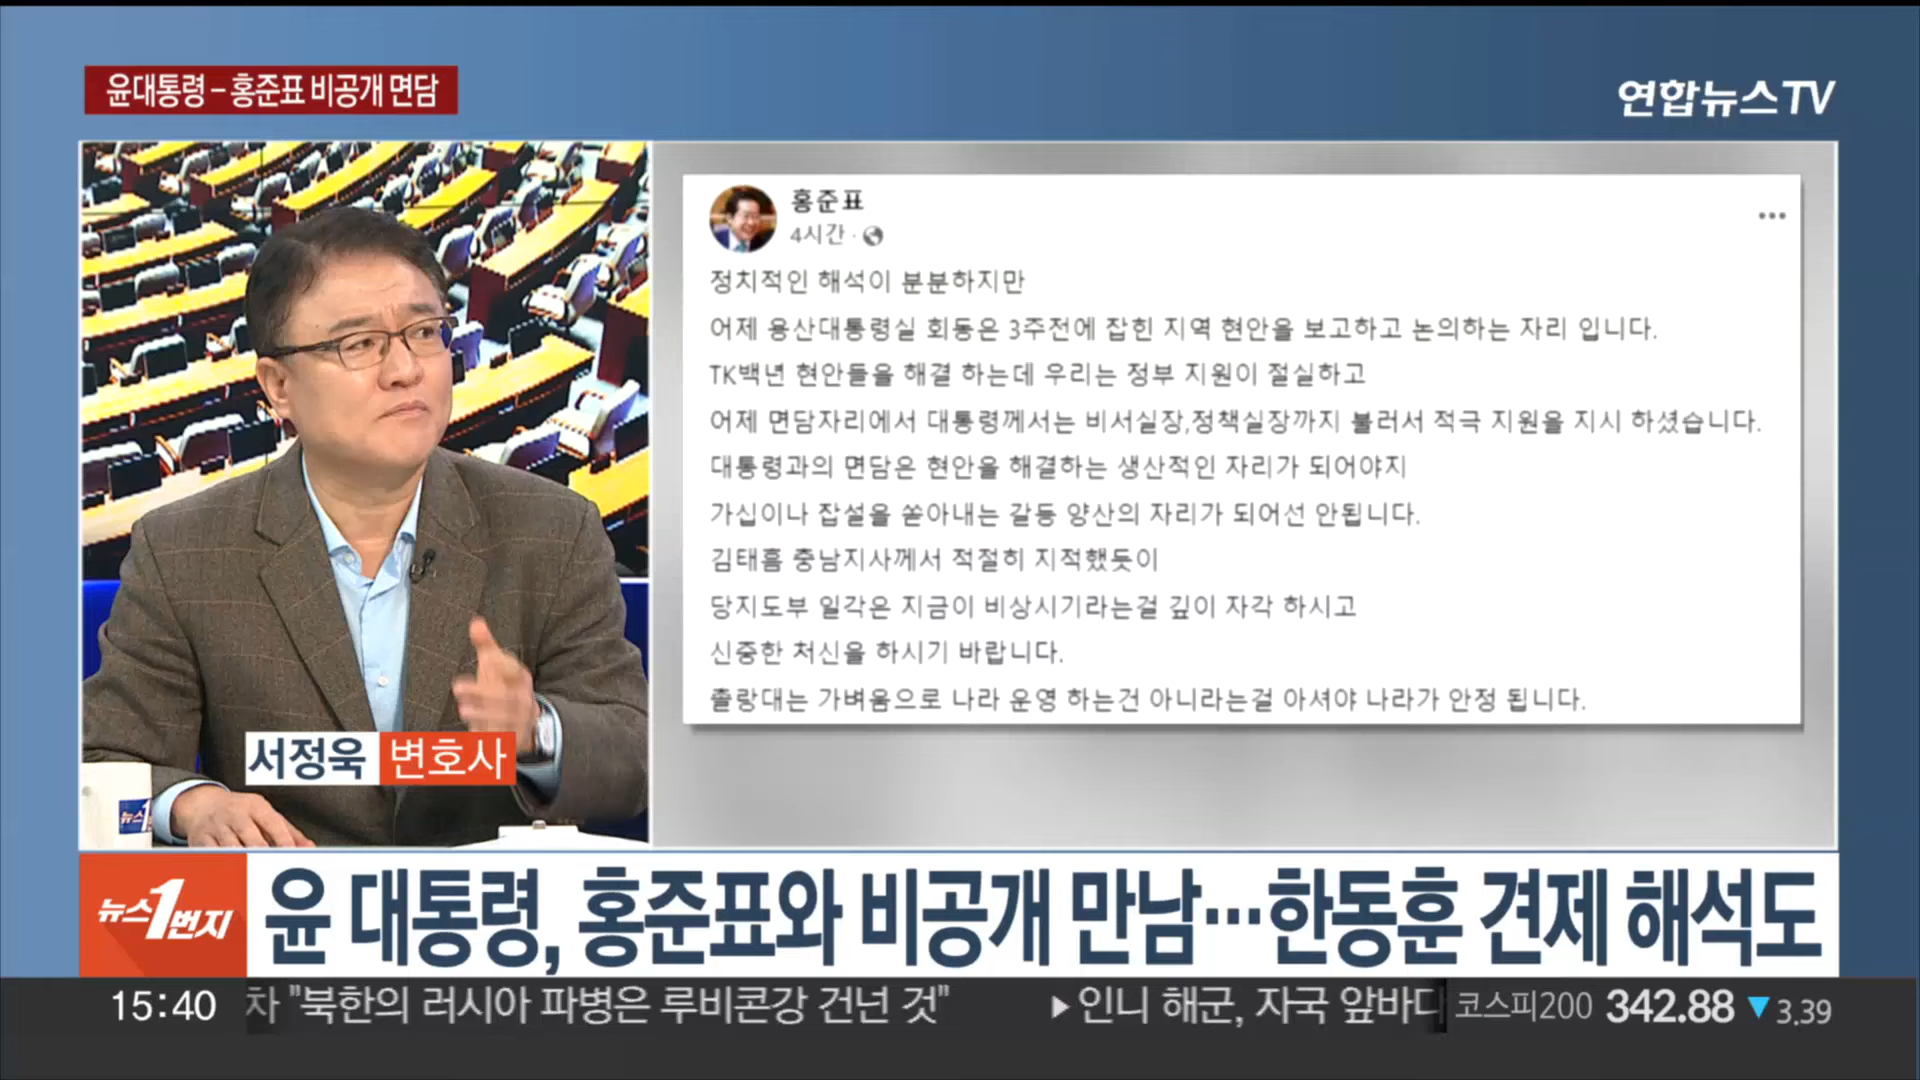 윤대통령 – 홍준표 비공개 면담
연합뉴스TV
홍준표
4시간 ·
정치적인 해석이 분분하지만
어제 용산대통령실 회동은 3주전에 잡힌 지역 현안을 보고하고 논의하는 자리 입니다.
TK백년 현안들을 해결 하는데 우리는 정부 지원이 절실하고
어제 면담자리에서 대통령께서는 비서실장,정책실장까지 불러서 적극 지원을 지시 하셨습니다.
대통령과의 면담은 현안을 해결하는 생산적인 자리가 되어야지
가십이나 잡설을 쏟아내는 갈등 양산의 자리가 되어선 안됩니다.
김태흠 충남지사께서 적절히 지적했듯이
당지도부 일각은 지금이 비상시기라는걸 깊이 자각 하시고
신중한 처신을 하시기 바랍니다.
촐랑대는 가벼움으로 나라 운영 하는건 아니라는걸 아셔야 나라가 안정 됩니다.
서정욱 변호사
뉴스1
뉴스1번지
윤 대통령, 홍준표와 비공개 만남…한동훈 견제 해석도
15:40 차 "북한의 러시아 파병은 루비콘강 건넌 것" ▶인니 해군, 자국 앞바다 코스피200 342.88 ▼3.39